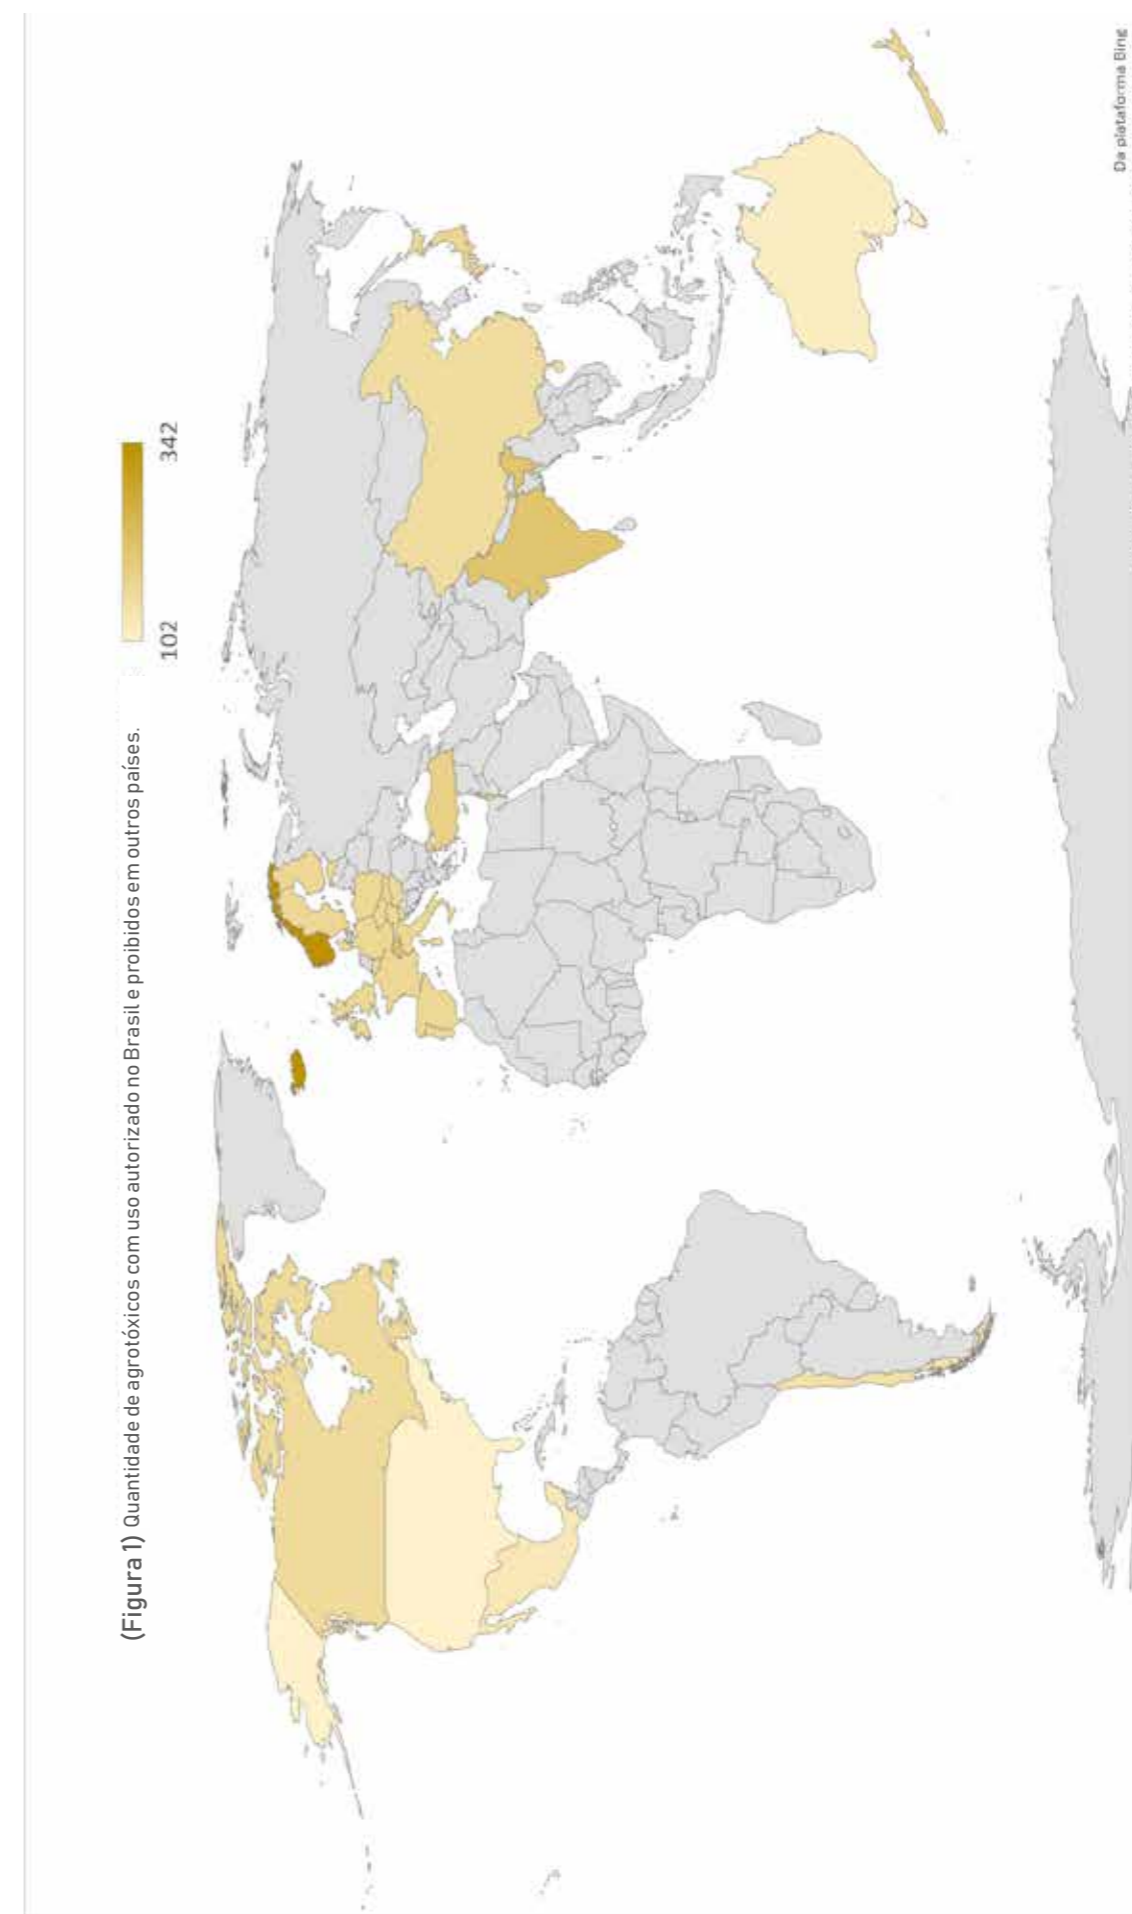 (Figura 1) Quantidade de agrotóxicos com uso autorizado no Brasil e proibidos em outros países.
102 342
Da plataforma Bing